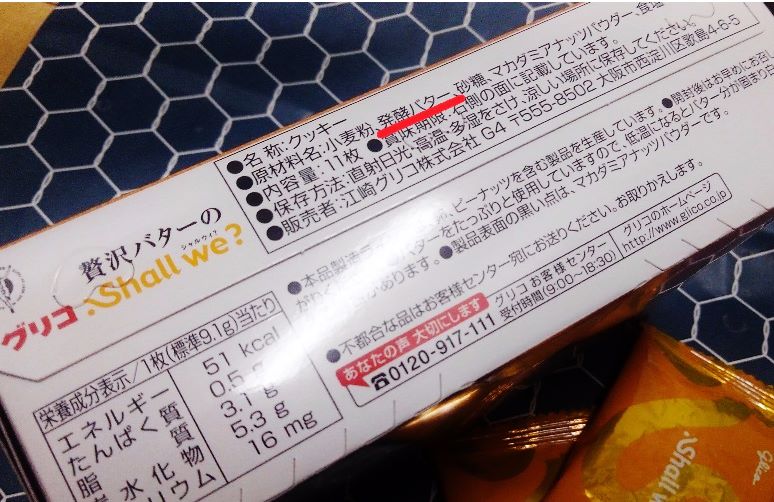 ●名 称:クッキー
●原材料名:小麦粉、発酵バター、砂糖、マカダミアナッツパウダー、食塩
●内容量:11枚 ●賞味期限:右側の面に記載しています。
●保存方法:直射日光・高温・多湿をさけ、涼しい場所に保存してください。
●販売者:江崎グリコ株式会社 G4 〒555-8502 大阪市西淀川区歌島4-6-5
贅沢バターの
シャルウィ?
Shall we?
グリコ
●本品製造
ピーナッツを含む製品を生産しています。●開封後はお早めにお召し
バターをたっぷりと使用していますので、低温になるとバター分が固まり
があります。●製品表面の黒い点は、マカダミアナッツパウダーです。
●不都合な品はお客様センター宛にお送りください。お取りかえします。
あなたの声 大切にします
☎0120-917-111
グリコお客様センター
受付時間(9:00~18:30)
グリコのホームページ
http://www.glico.co.jp
栄養成分表示/1枚(標準9.1g)当たり
エネルギー 51 kcal
たんぱく質 0.5 g
脂 質 3.1 g
水化物 5.3 g
リウム 16 mg
Shall w
Glico